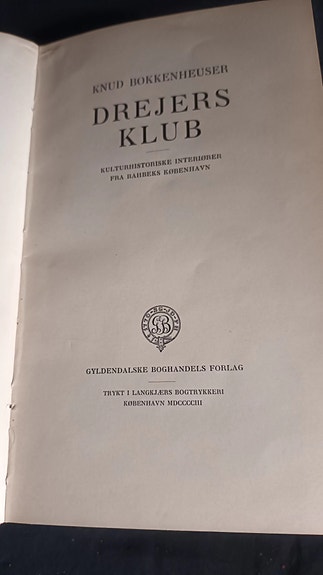 KNUD BOKKENHEUSER
DREJERS
KLUB
KULTURHISTORISKE INTERIØRER
FRA RAHBEKS KØBENHAVN
GYLDENDALSKE BOGHANDELS FORLAG
TRYKT I LANGKJÆRS BOGTRYKKERI
KØBENHAVN MDCCCCIII